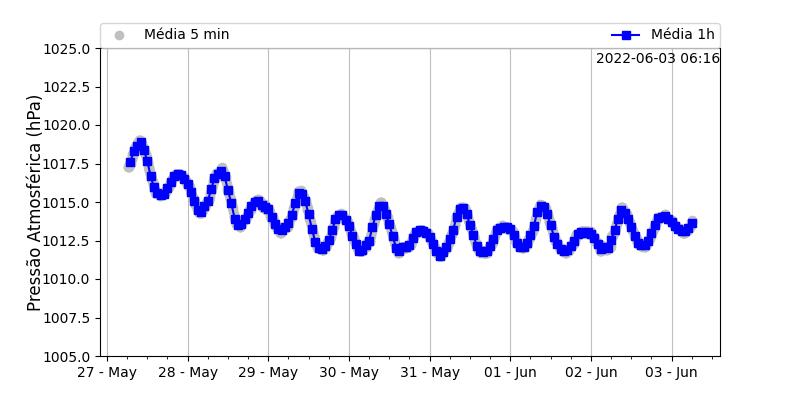 Média 5 min
Média 1h
2022-06-03 06:16
Pressão Atmosférica (hPa)
1025.0
1022.5
1020.0
1017.5
1015.0
1012.5
1010.0
1007.5
1005.0
27 - May
28 - May
29 - May
30 - May
31 - May
01 - Jun
02 - Jun
03 - Jun